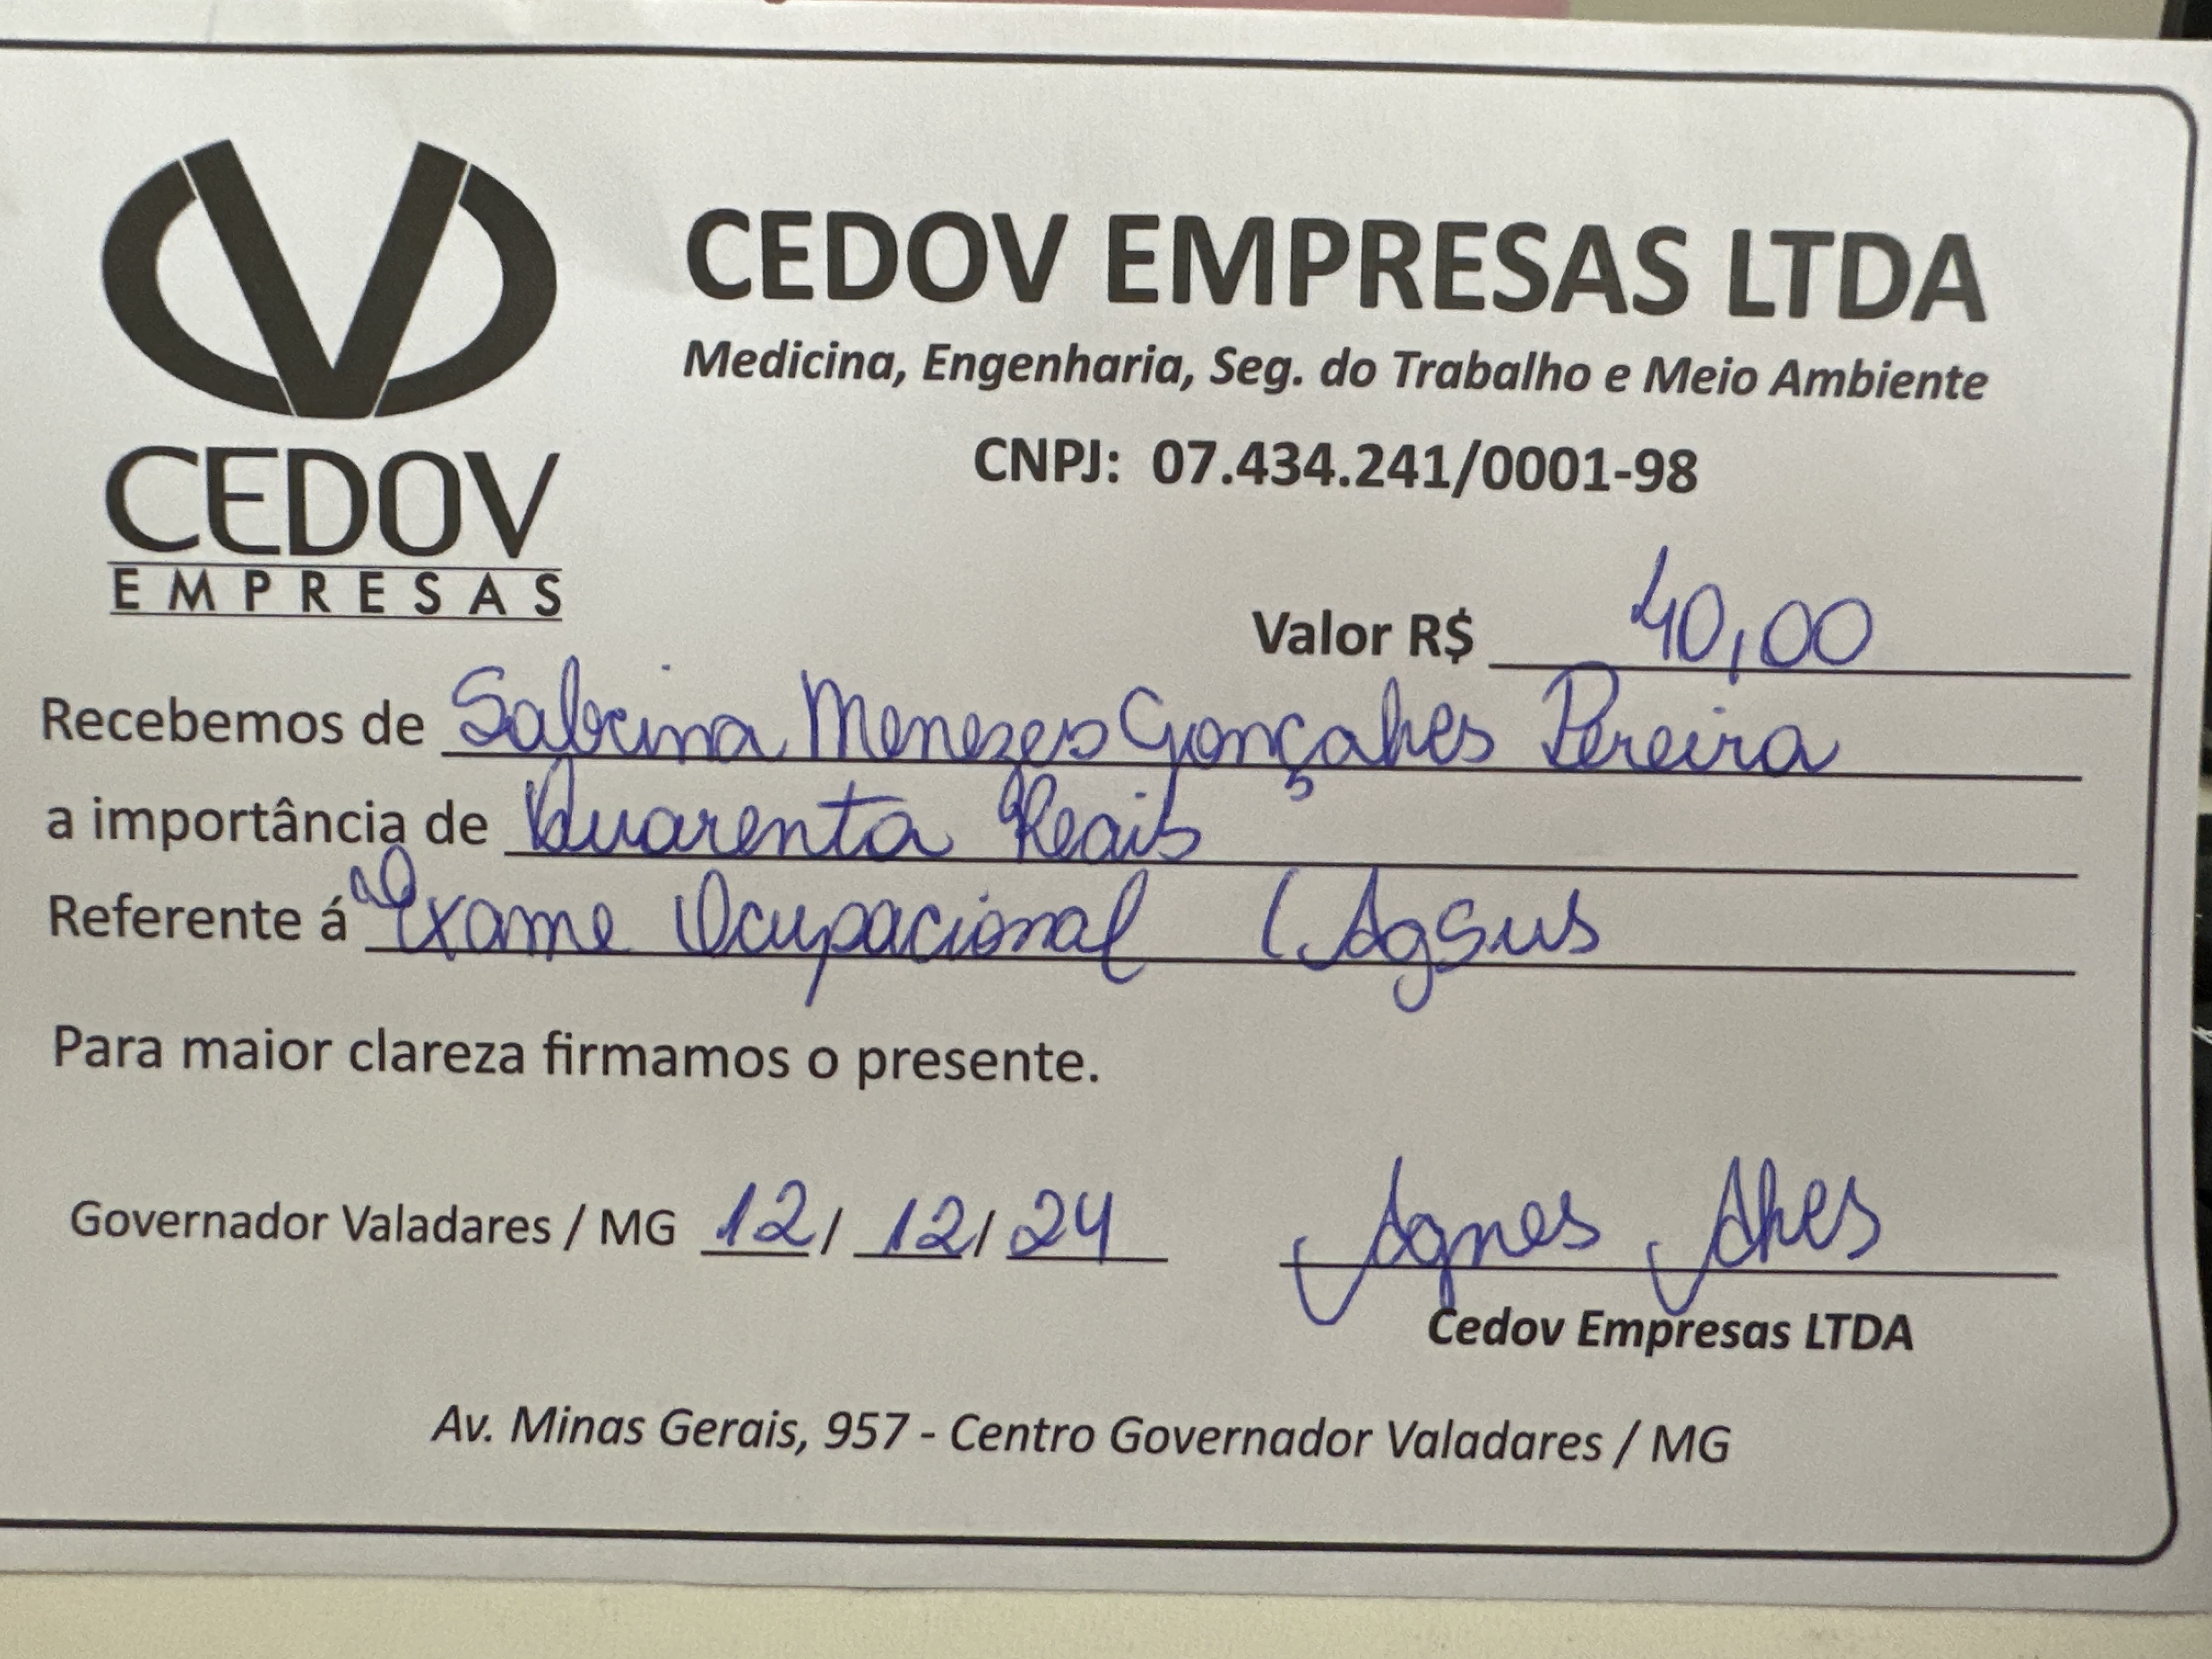 CEDOV EMPRESAS LTDA
Medicina, Engenharia, Seg. do Trabalho e Meio Ambiente
CNPJ: 07.434.241/0001-98
CEDOV
EMPRESAS
Valor R$ 40,00
Recebemos de Sabrina Menezes Gonçalves Pereira
a importância de Quarenta Reais
Referente á Exame Ocupacional (AgSus
Para maior clareza firmamos o presente.
Governador Valadares / MG 12/ 12/ 24
Agnes Alves
Cedov Empresas LTDA
Av. Minas Gerais, 957 - Centro Governador Valadares / MG